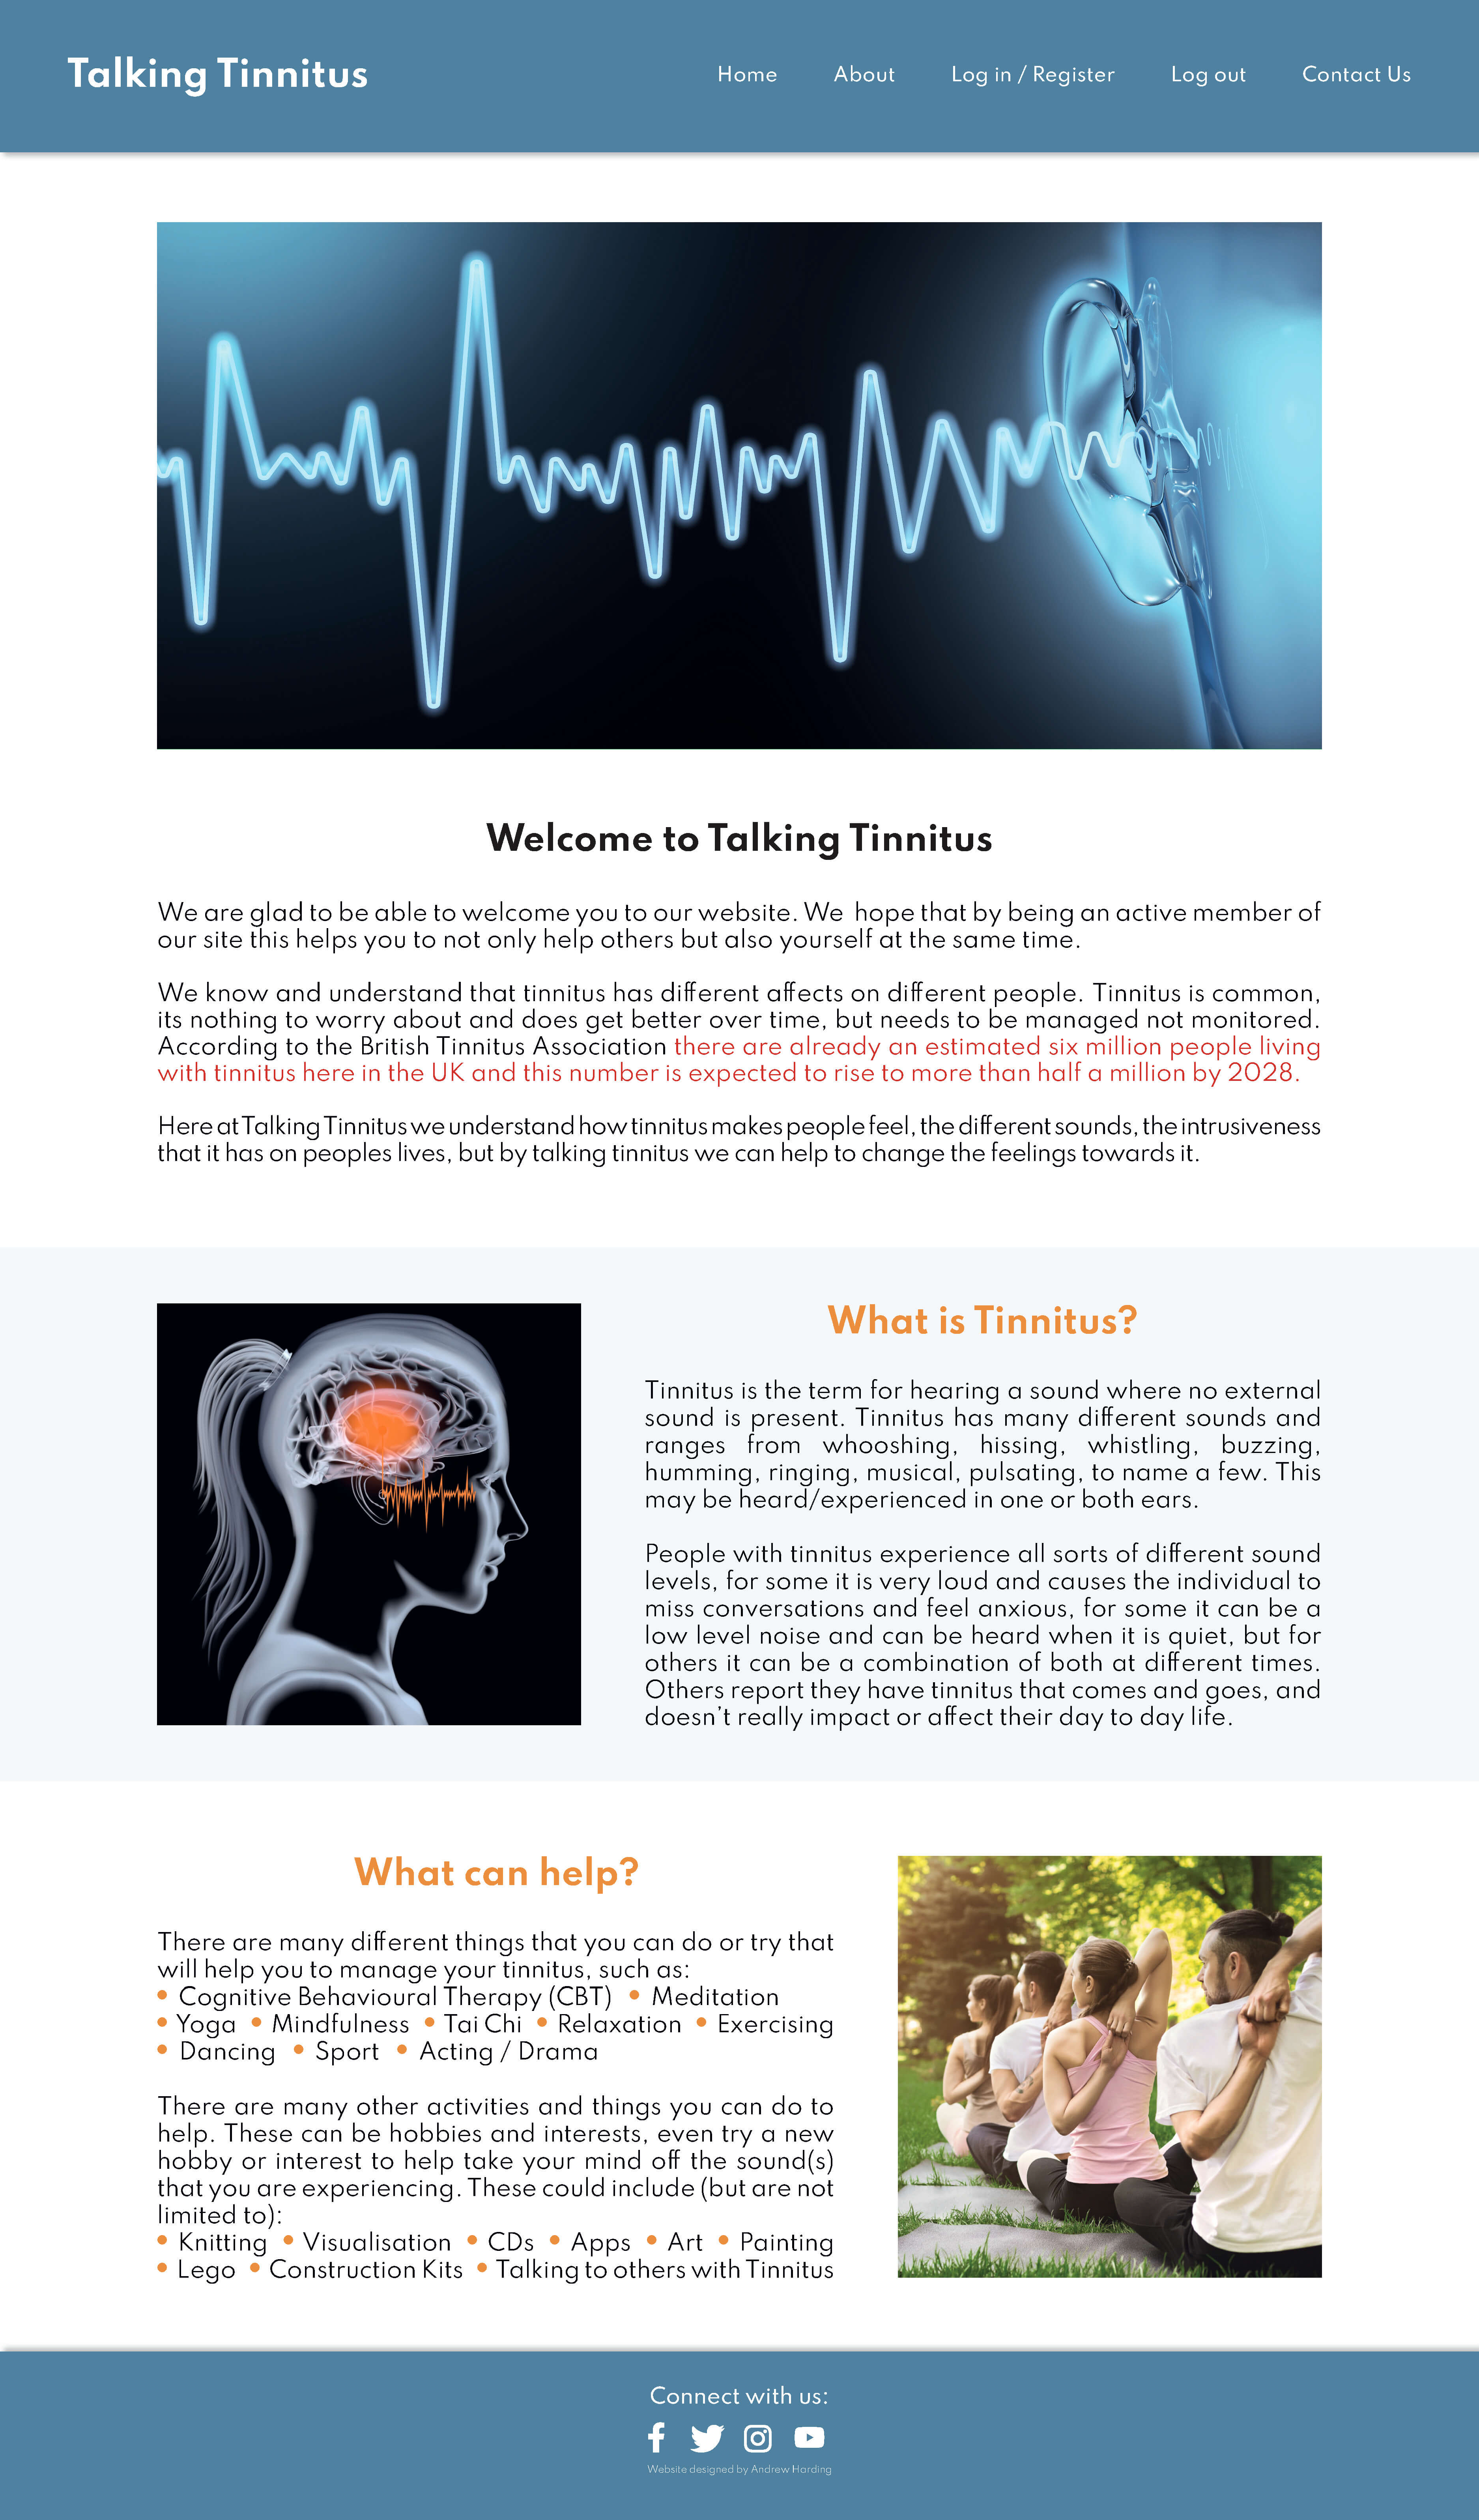 Talking Tinnitus
Home About Log in / Register Log out Contact Us
Welcome to Talking Tinnitus
We are glad to be able to welcome you to our website. We hope that by being an active member of
our site this helps you to not only help others but also yourself at the same time.
We know and understand that tinnitus has different affects on different people. Tinnitus is common,
its nothing to worry about and does get better over time, but needs to be managed not monitored.
According to the British Tinnitus Association there are already an estimated six million people living
with tinnitus here in the UK and this number is expected to rise to more than half a million by 2028.
Here at Talking Tinnitus we understand how tinnitus makes people feel, the different sounds, the intrusiveness
that it has on peoples lives, but by talking tinnitus we can help to change the feelings towards it.
What is Tinnitus?
Tinnitus is the term for hearing a sound where no external
sound is present. Tinnitus has many different sounds and
ranges from whooshing, hissing, whistling, buzzing,
humming, ringing, musical, pulsating, to name a few. This
may be heard/experienced in one or both ears.
People with tinnitus experience all sorts of different sound
levels, for some it is very loud and causes the individual to
miss conversations and feel anxious, for some it can be a
low level noise and can be heard when it is quiet, but for
others it can be a combination of both at different times.
Others report they have tinnitus that comes and goes, and
doesn't really impact or affect their day to day life.
What can help?
There are many different things that you can do or try that
will help you to manage your tinnitus, such as:
• Cognitive Behavioural Therapy (CBT) • Meditation
• Yoga • Mindfulness • Tai Chi • Relaxation • Exercising
• Dancing • Sport • Acting / Drama
There are many other activities and things you can do to
help. These can be hobbies and interests, even try a new
hobby or interest to help take your mind off the sound(s)
that you are experiencing. These could include (but are not
limited to):
• Knitting • Visualisation • CDs • Apps • Art • Painting
• Lego • Construction Kits • Talking to others with Tinnitus
Connect with us:
Website designed by Andrew Harding